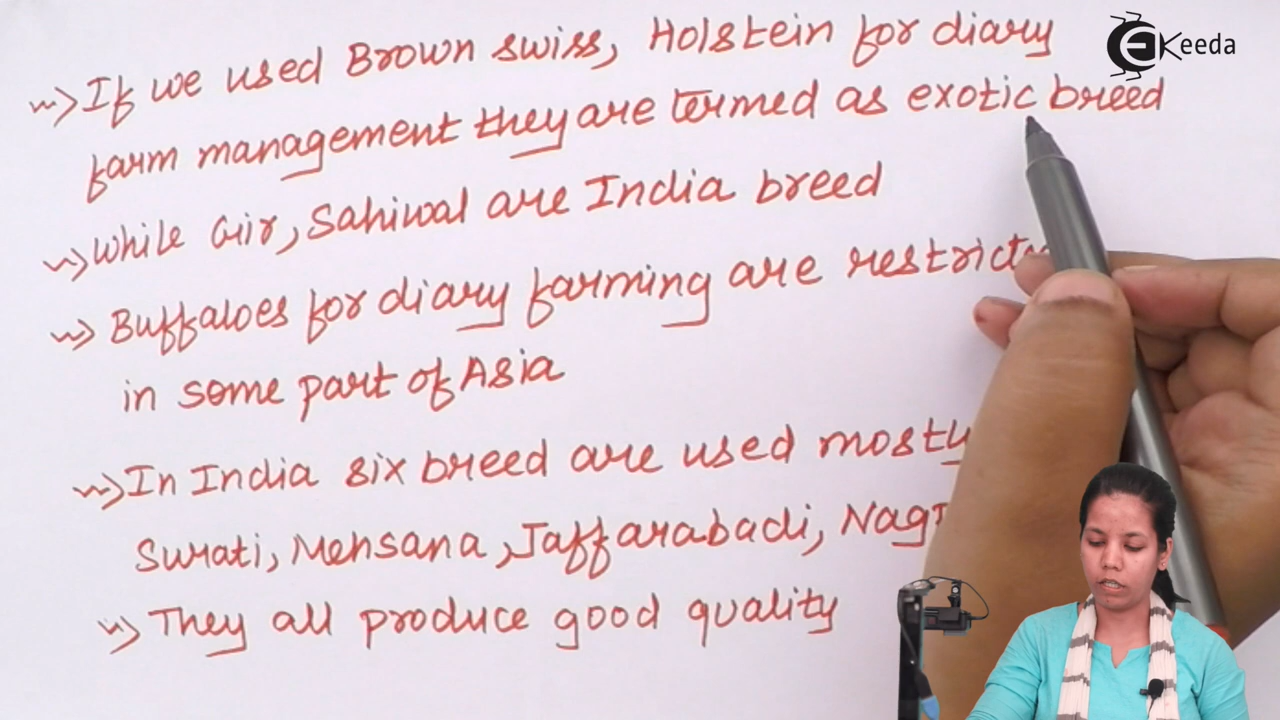 Keeda
~> If we used Brown swiss, Holstein for diary
farm management they are termed as exotic breed
~> While Gir, Sahiwal are India breed
~> Buffaloes for diary farming are
in some part of Asia
~> In India six breed are used
Surati, Mehsana, Jaffarabadi,
~> They all produce good quality